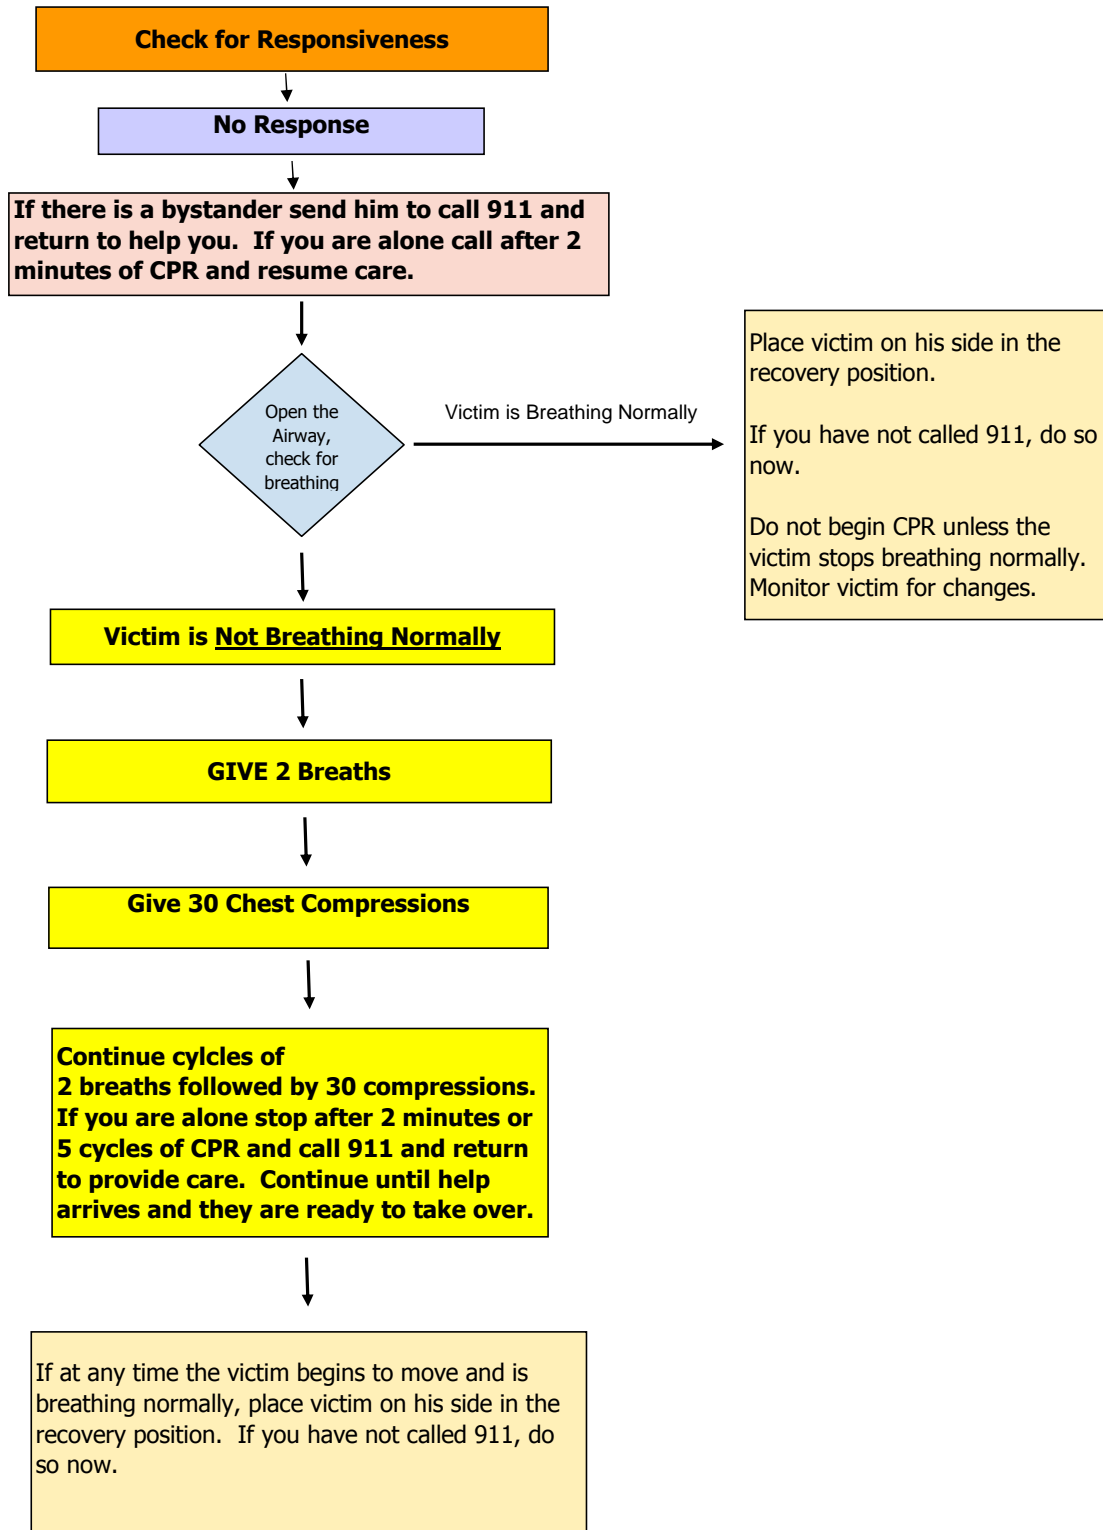 Check for Responsiveness
No Response
If there is a bystander send him to call 911 and
return to help you.  If you are alone call after 2
minutes of CPR and resume care.
Open the
Airway,
check for
breathing
Victim is Breathing Normally
Place victim on his side in the
recovery position.
If you have not called 911, do so
now.
Do not begin CPR unless the
victim stops breathing normally.
Monitor victim for changes.
Victim is Not Breathing Normally
GIVE 2 Breaths
Give 30 Chest Compressions
Continue cylcles of
2 breaths followed by 30 compressions.
If you are alone stop after 2 minutes or
5 cycles of CPR and call 911 and return
to provide care.  Continue until help
arrives and they are ready to take over.
If at any time the victim begins to move and is
breathing normally, place victim on his side in the
recovery position.  If you have not called 911, do
so now.